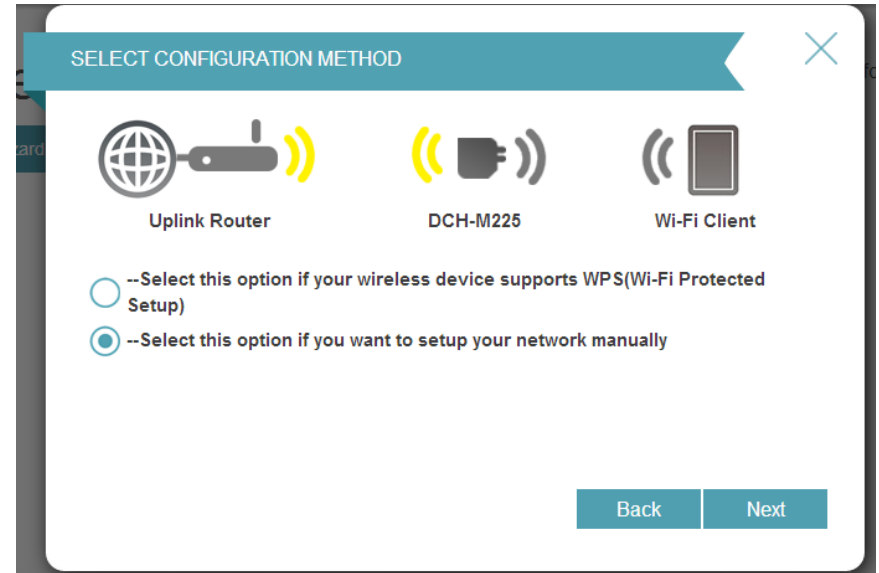 SELECT CONFIGURATION METHOD
Uplink Router
DCH-M225
Wi-Fi Client
--Select this option if your wireless device supports WPS(Wi-Fi Protected
Setup)
--Select this option if you want to setup your network manually
Back
Next